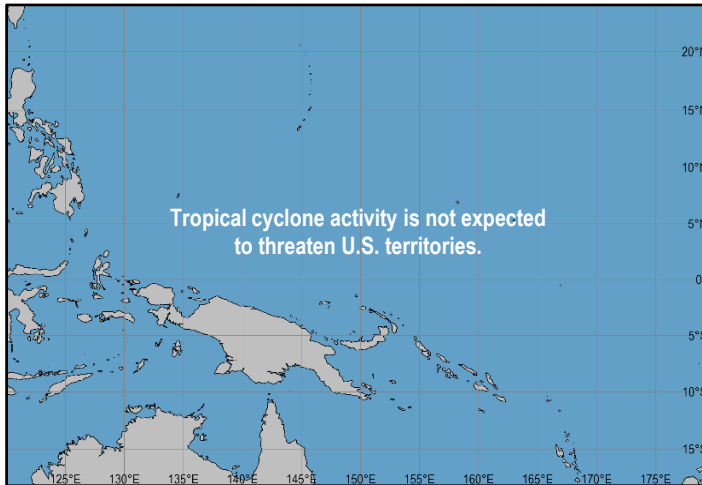 20°N
15°N
10°N
Tropical cyclone activity is not expected
5°N
to threaten U.S. territories.
0°
5°S
10°S
15°S
125°E 130°E 135°E 140°E 145°E 150°E 155°E 160°E 165°E 170°E 175°E